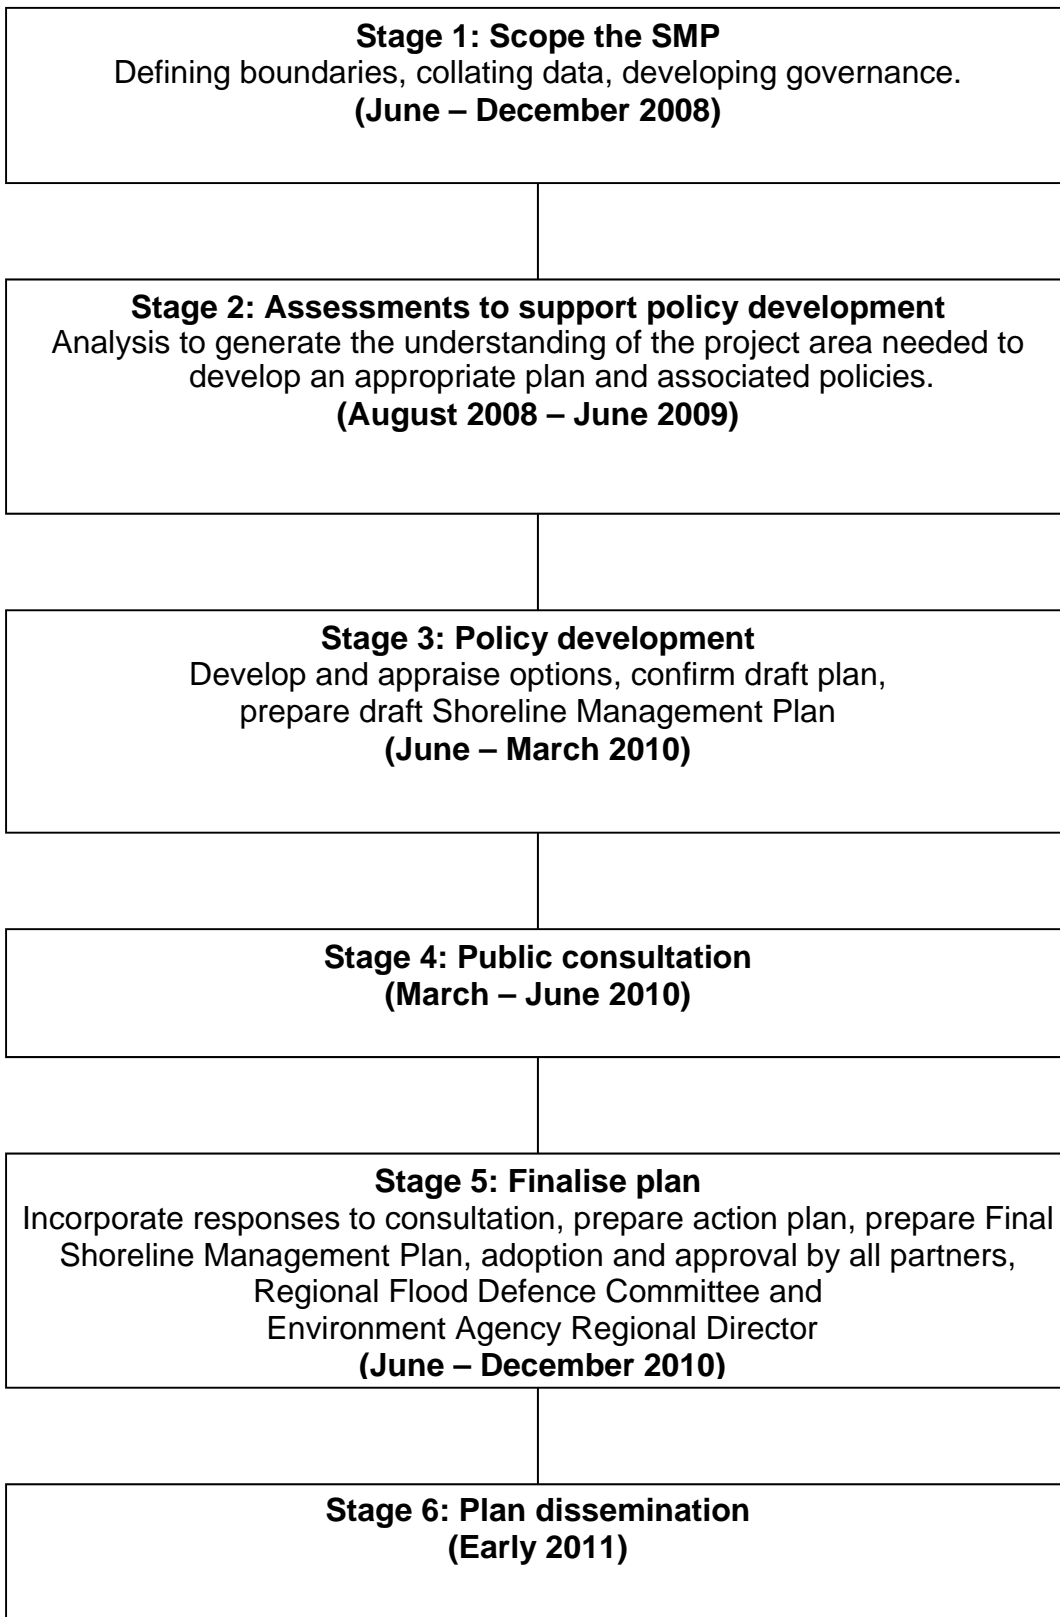 Stage 1: Scope the SMP
Defining boundaries, collating data, developing governance.
(June – December 2008)
Stage 2: Assessments to support policy development
Analysis to generate the understanding of the project area needed to
develop an appropriate plan and associated policies.
(August 2008 – June 2009)
Stage 3: Policy development
Develop and appraise options, confirm draft plan,
prepare draft Shoreline Management Plan
(June – March 2010)
Stage 4: Public consultation
(March – June 2010)
Stage 5: Finalise plan
Incorporate responses to consultation, prepare action plan, prepare Final
Shoreline Management Plan, adoption and approval by all partners,
Regional Flood Defence Committee and
Environment Agency Regional Director
(June – December 2010)
Stage 6: Plan dissemination
(Early 2011)